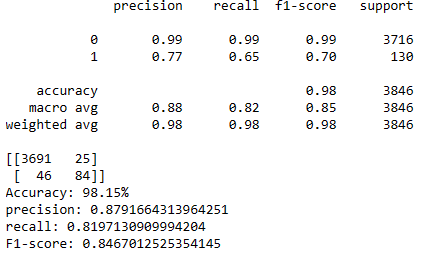 precision recall f1-score support
0 0.99 0.99 0.99 3716
1 0.77 0.65 0.70 130
accuracy 0.98 3846
macro avg 0.88 0.82 0.85 3846
weighted avg 0.98 0.98 0.98 3846
[[3691 25]
[ 46 84]]
Accuracy: 98.15%
precision: 0.8791664313964251
recall: 0.8197130909994204
F1-score: 0.8467012525354145